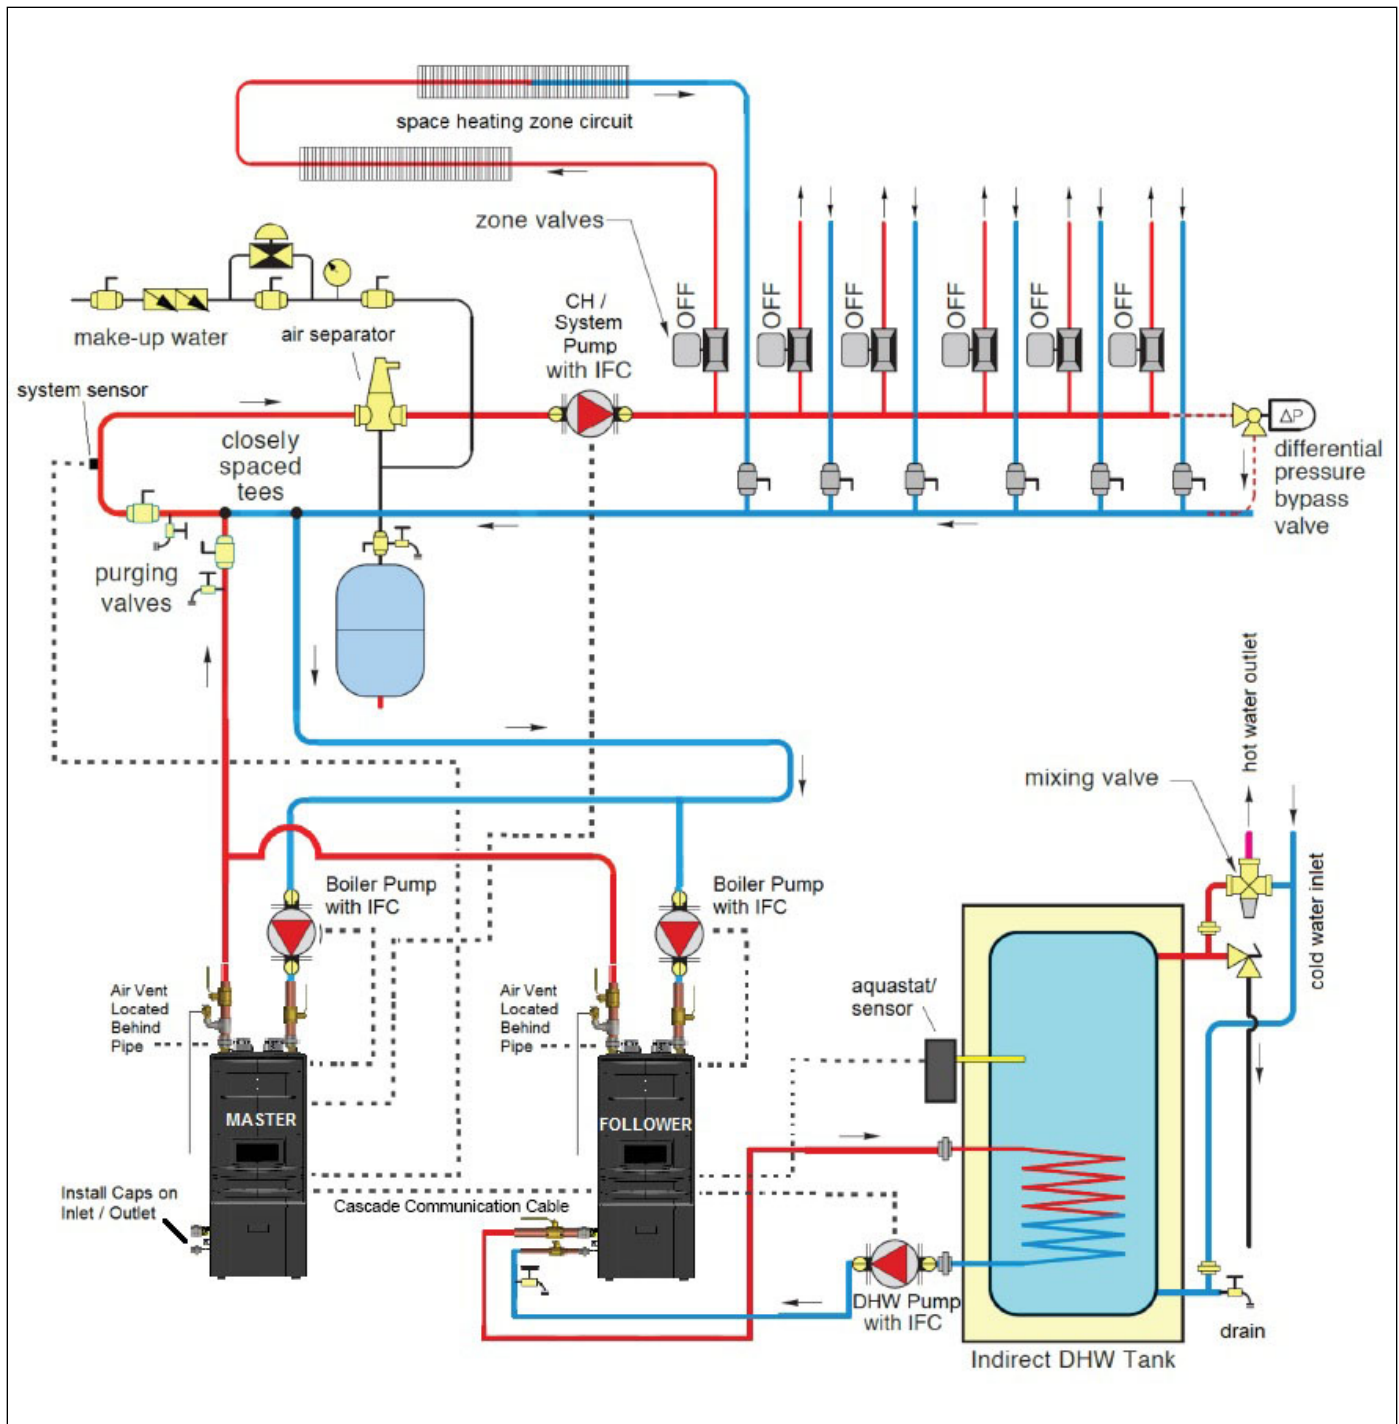 space heating zone circuit
zone valves
OFF
OFF
OFF
OFF
OFF
OFF
make-up water
air separator
CH /
System
Pump
with IFC
system sensor
closely
spaced
tees
ΔP
differential
pressure
bypass
valve
purging
valves
hot water outlet
mixing valve
cold water inlet
Boiler Pump
with IFC
Boiler Pump
with IFC
Air Vent
Located
Behind
Pipe
Air Vent
Located
Behind
Pipe
aquastat/
sensor
MASTER
FOLLOWER
Install Caps on
Inlet / Outlet
Cascade Communication Cable
DHW Pump
with IFC
drain
Indirect DHW Tank